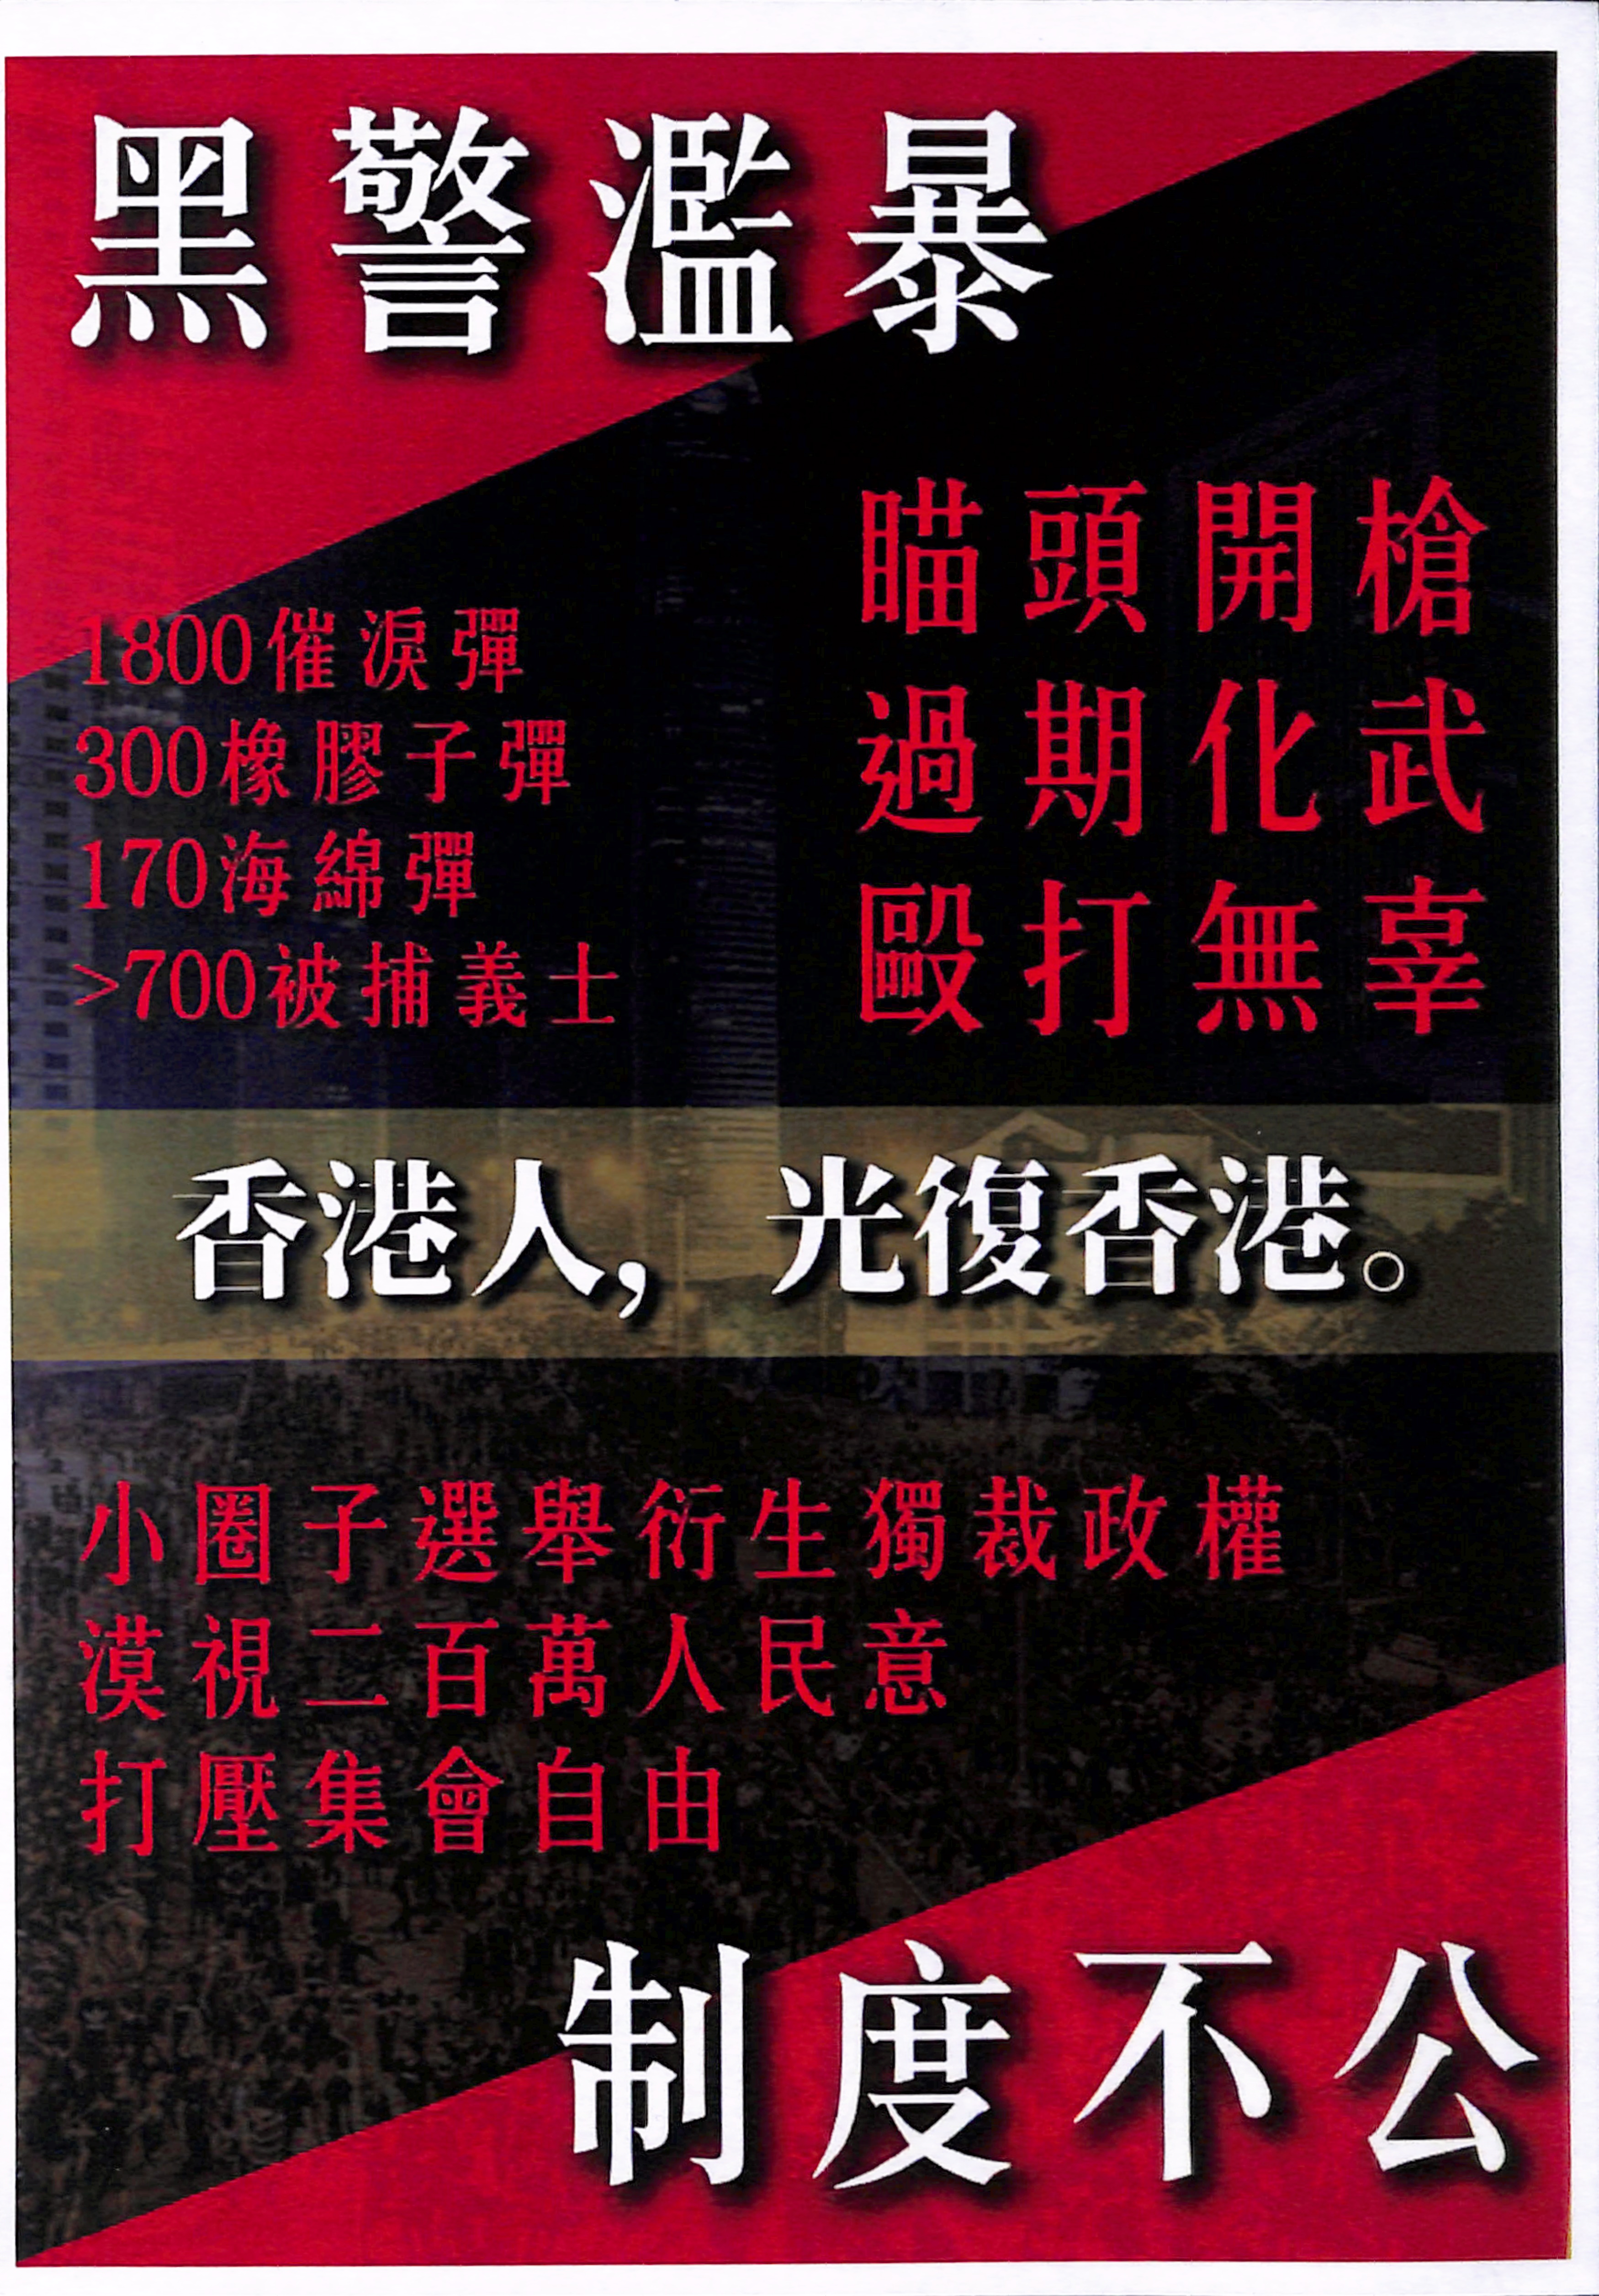 黑警濫暴
瞄頭開槍
過期化武
毆打無辜
1800催淚彈
300橡膠子彈
170海綿彈
>700被捕義士
香港人，光復香港。
小圈子選舉衍生獨裁政權
漠視二百萬人民意
打壓集會自由
制度不公